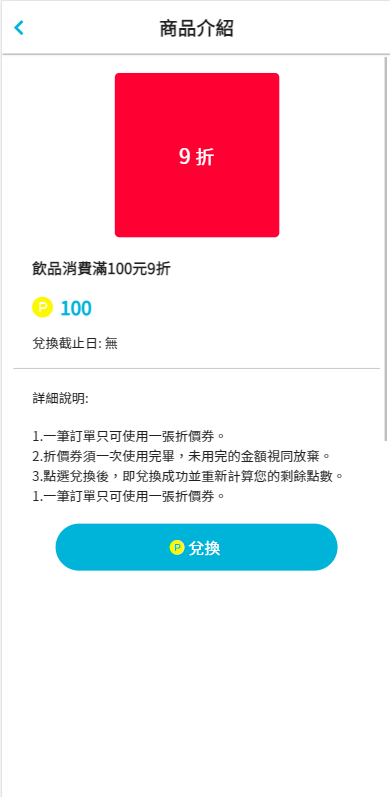 商品介紹
9 折
飲品消費滿100元9折
P 100
兌換截止日: 無
詳細說明:
1.一筆訂單只可使用一張折價券。
2.折價券須一次使用完畢，未用完的金額視同放棄。
3.點選兌換後，即兌換成功並重新計算您的剩餘點數。
1.一筆訂單只可使用一張折價券。
P 兌換